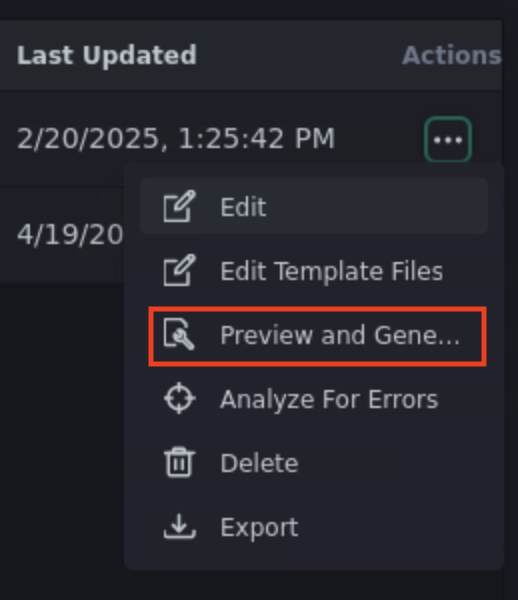 Last Updated Actions
2/20/2025, 1:25:42 PM
4/19/20
Edit
Edit Template Files
Preview and Gene...
Analyze For Errors
Delete
Export